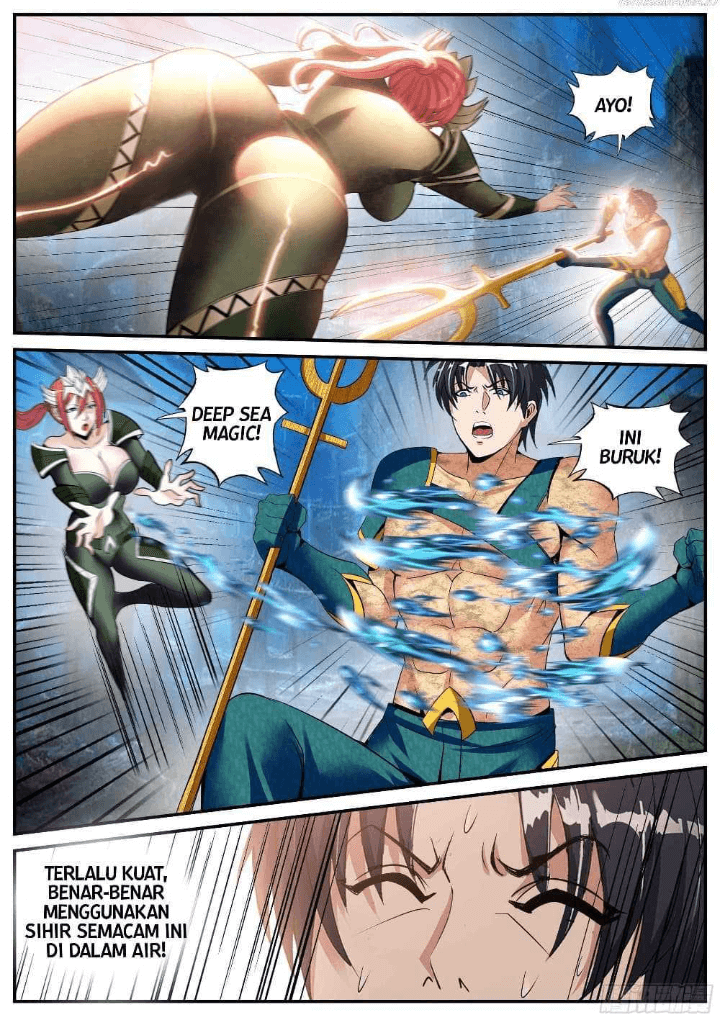 AYO!
DEEP SEA
MAGIC!
INI
BURUK!
TERLALU KUAT,
BENAR-BENAR
MENGGUNAKAN
SIHIR SEMACAM INI
DI DALAM AIR!